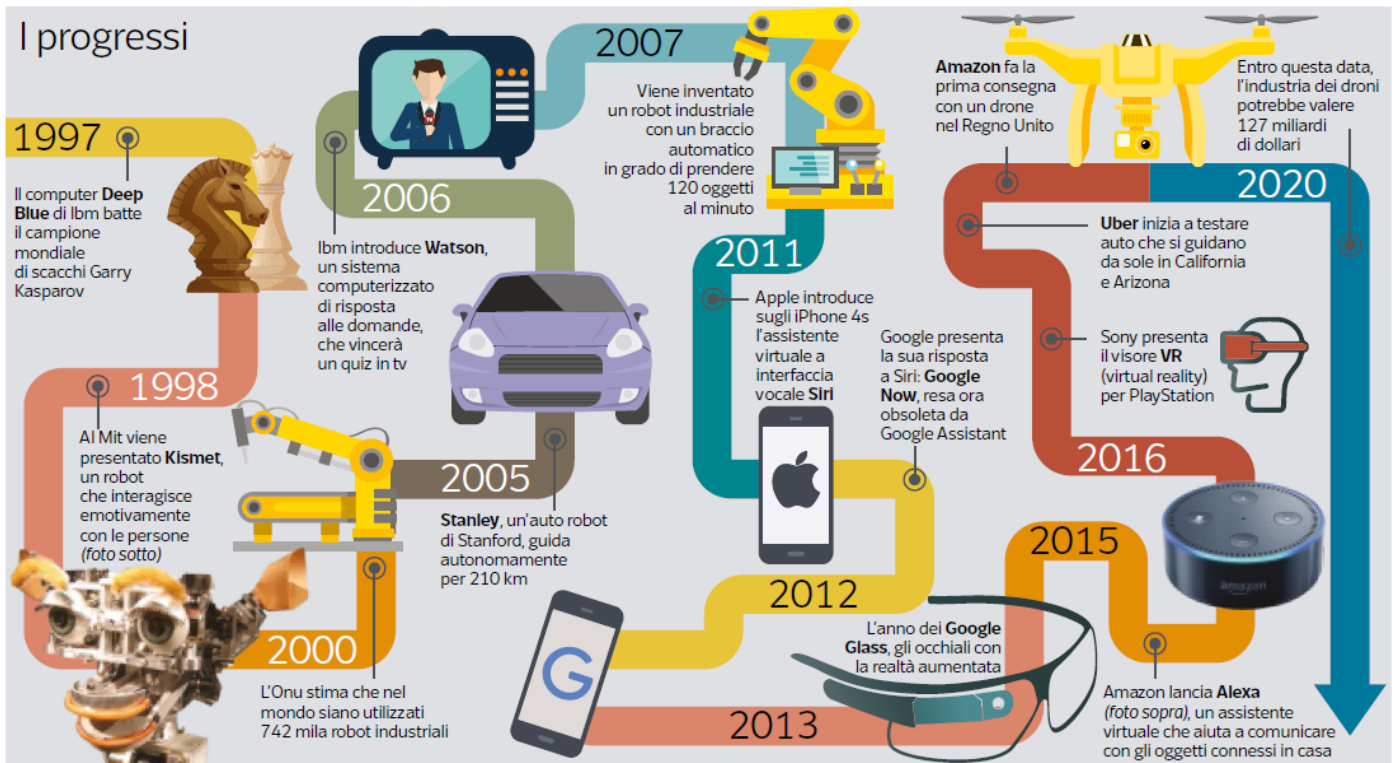 I progressi
1997
Il computer Deep
Blue di Ibm batte
il campione
mondiale
di scacchi Garry
Kasparov
1998
Al Mit viene
presentato Kismet,
un robot
che interagisce
emotivamente
con le persone
(foto sotto)
2000
L'Onu stima che nel
mondo siano utilizzati
742 mila robot industriali
2005
Stanley, un'auto robot
di Stanford, guida
autonomamente
per 210 km
2006
Ibm introduce Watson,
un sistema
computerizzato
di risposta
alle domande,
che vincerà
un quiz in tv
2007
Viene inventato
un robot industriale
con un braccio
automatico
in grado di prendere
120 oggetti
al minuto
2011
Apple introduce
sugli iPhone 4s
l'assistente
virtuale a
interfaccia
vocale Siri
2012
Google presenta
la sua risposta
a Siri: Google
Now, resa ora
obsoleta da
Google Assistant
G
2013
L'anno dei Google
Glass, gli occhiali con
la realtà aumentata
2015
Amazon lancia Alexa
(foto sopra), un assistente
virtuale che aiuta a comunicare
con gli oggetti connessi in casa
amazon
2016
Sony presenta
il visore VR
(virtual reality)
per PlayStation
Uber inizia a testare
auto che si guidano
da sole in California
e Arizona
Amazon fa la
prima consegna
con un drone
nel Regno Unito
2020
Entro questa data,
l'industria dei droni
potrebbe valere
127 miliardi
di dollari